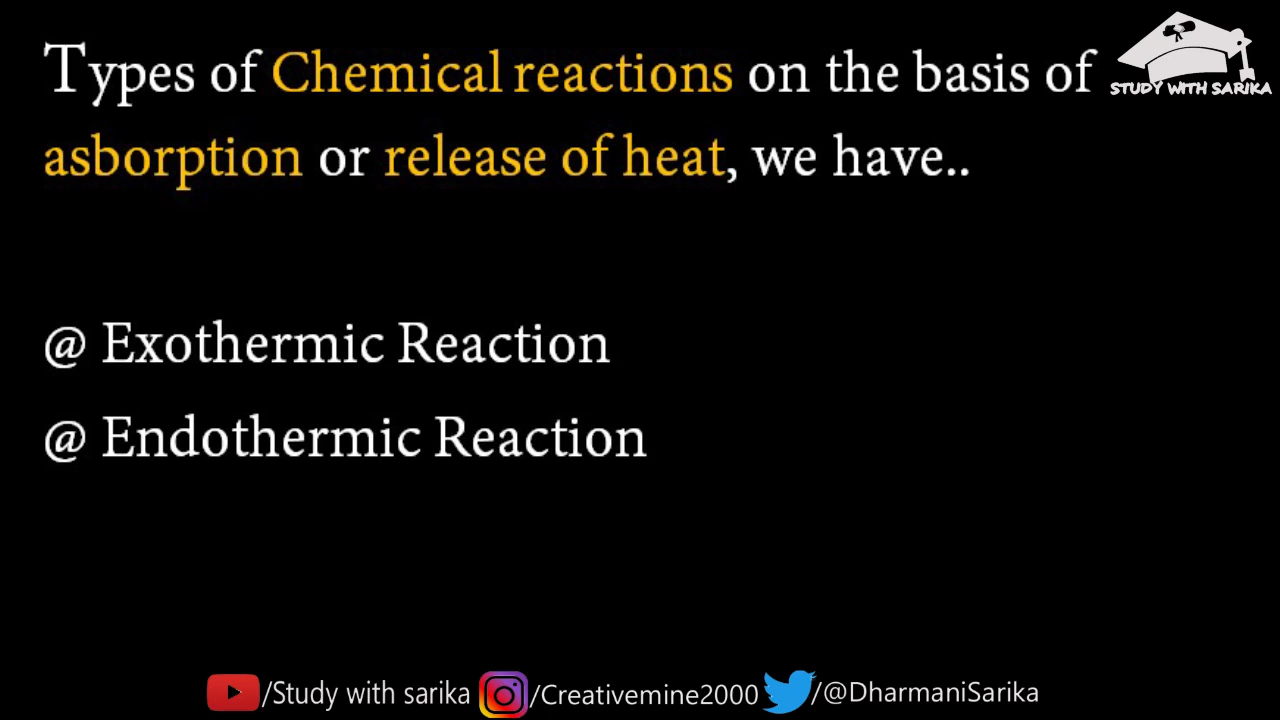 Types of Chemical reactions on the basis of
STUDY WITH SARIKA
asborption or release of heat, we have..
@ Exothermic Reaction
@ Endothermic Reaction
/Study with sarika /Creativemine2000 /@DharmaniSarika